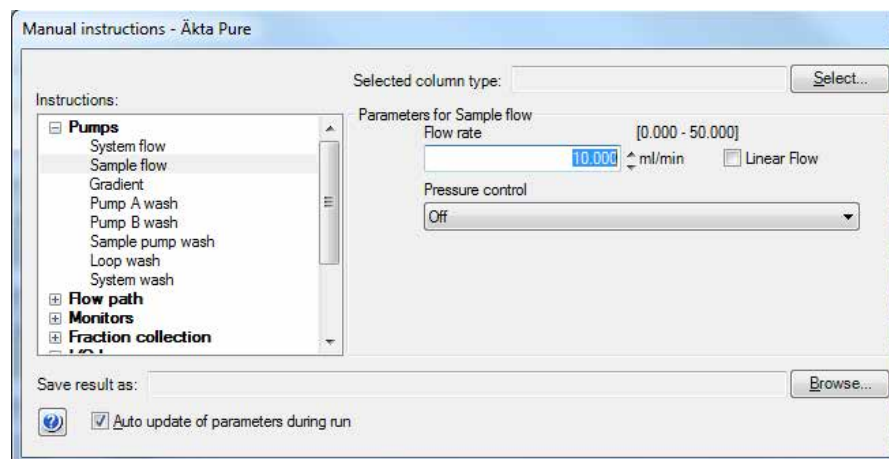 Manual instructions - Äkta Pure
Selected column type:
Select...
Instructions:
Pumps
System flow
Sample flow
Gradient
Pump A wash
Pump B wash
Sample pump wash
Loop wash
System wash
Flow path
Monitors
Fraction collection
Parameters for Sample flow
Flow rate [0.000 - 50.000]
10.000 ml/min Linear Flow
Pressure control
Off
Save result as:
Browse...
Auto update of parameters during run